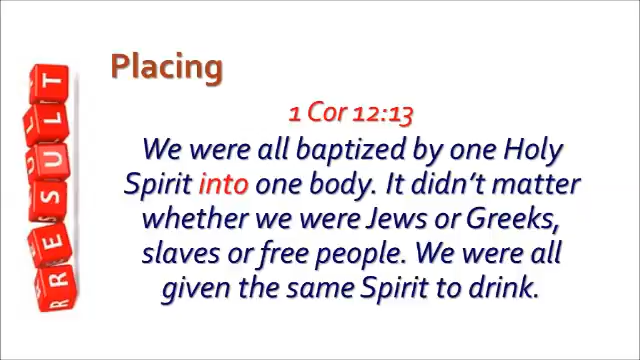 Placing
1 Cor 12:13
We were all baptized by one Holy
Spirit into one body. It didn't matter
whether we were Jews or Greeks,
slaves or free people. We were all
given the same Spirit to drink.
RESULT